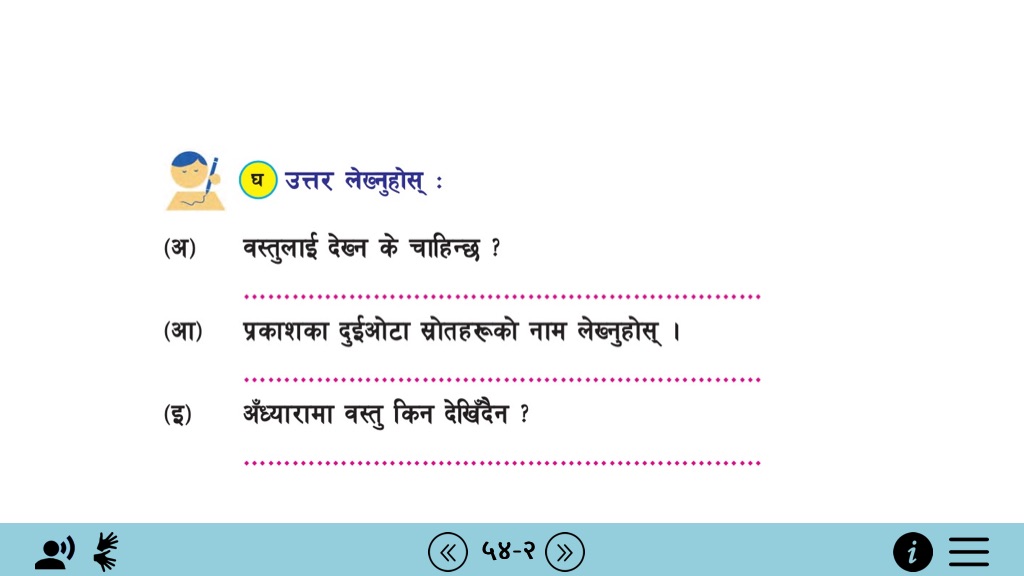 घ उत्तर लेख्नुहोस् :
(अ) वस्तुलाई देख्न के चाहिन्छ ?
(आ) प्रकाशका दुईओटा स्रोतहरूको नाम लेख्नुहोस् ।
(इ) अँध्यारामा वस्तु किन देखिँदैन ?
५४-२